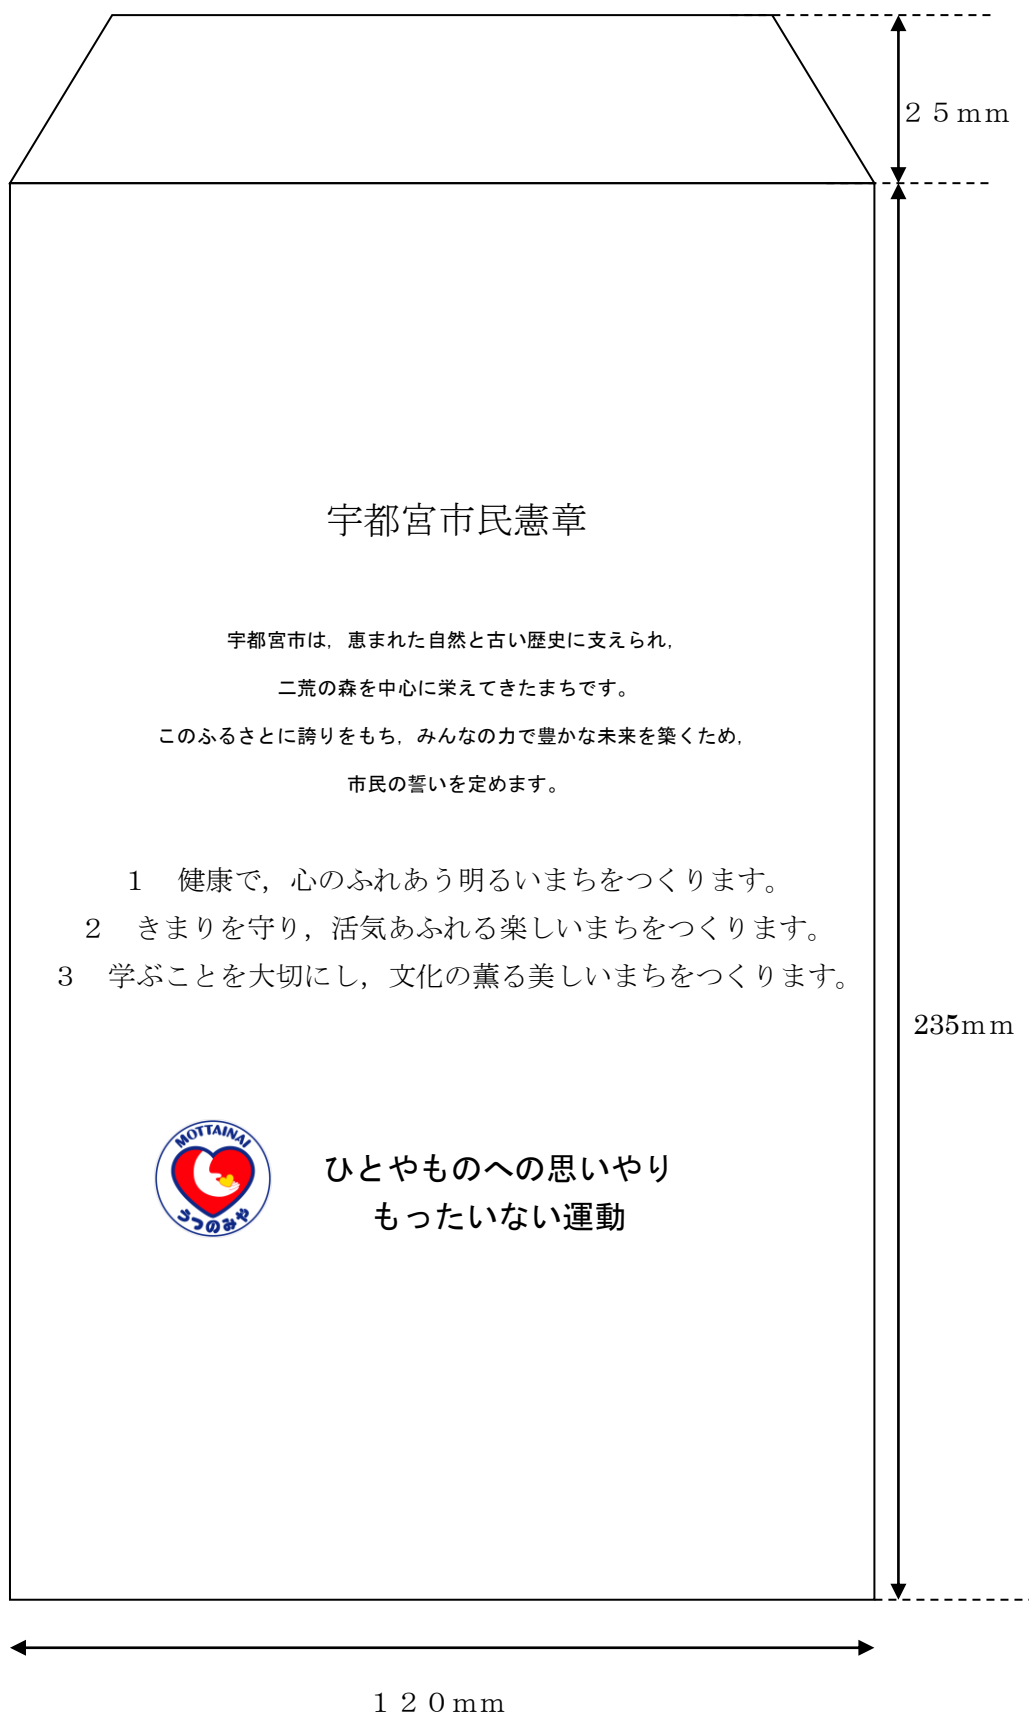 ２５mm
宇都宮市民憲章
宇都宮市は，恵まれた自然と古い歴史に支えられ，
二荒の森を中心に栄えてきたまちです。
このふるさとに誇りをもち，みんなの力で豊かな未来を築くため，
市民の誓いを定めます。
１　健康で，心のふれあう明るいまちをつくります。
２　きまりを守り，活気あふれる楽しいまちをつくります。
３　学ぶことを大切にし，文化の薫る美しいまちをつくります。
235mm
MOTTAINAI
うつのみや
ひとやものへの思いやり
もったいない運動
１２０mm